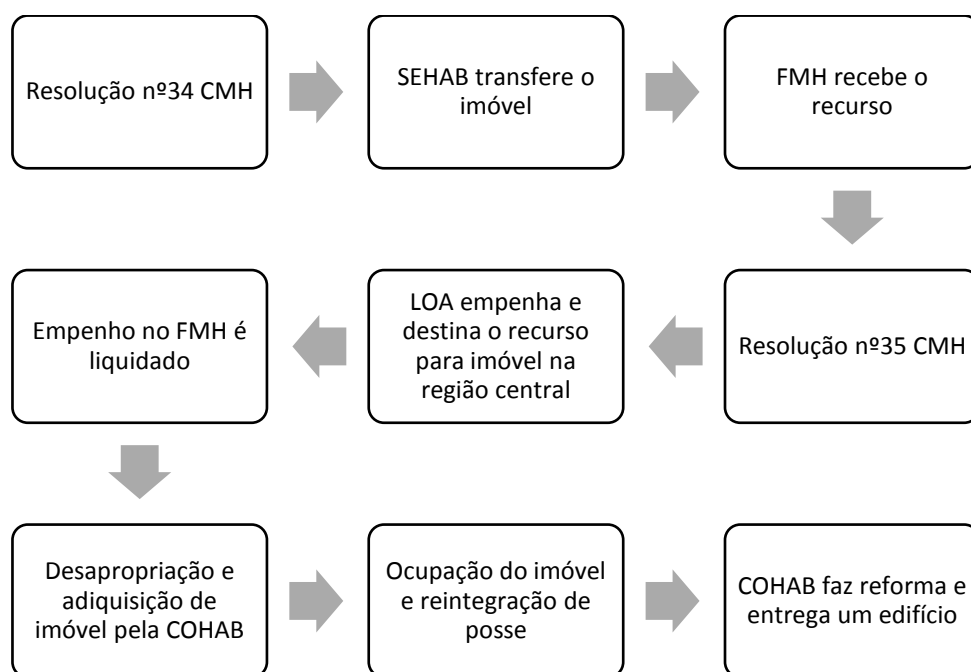 Resolução nº34 CMH
SEHAB transfere o
imóvel
FMH recebe o
recurso
Resolução nº35 CMH
LOA empenha e
destina o recurso
para imóvel na
região central
Empenho no FMH é
liquidado
Desapropriação e
adiquisição de
imóvel pela COHAB
Ocupação do imóvel
e reintegração de
posse
COHAB faz reforma e
entrega um edifício